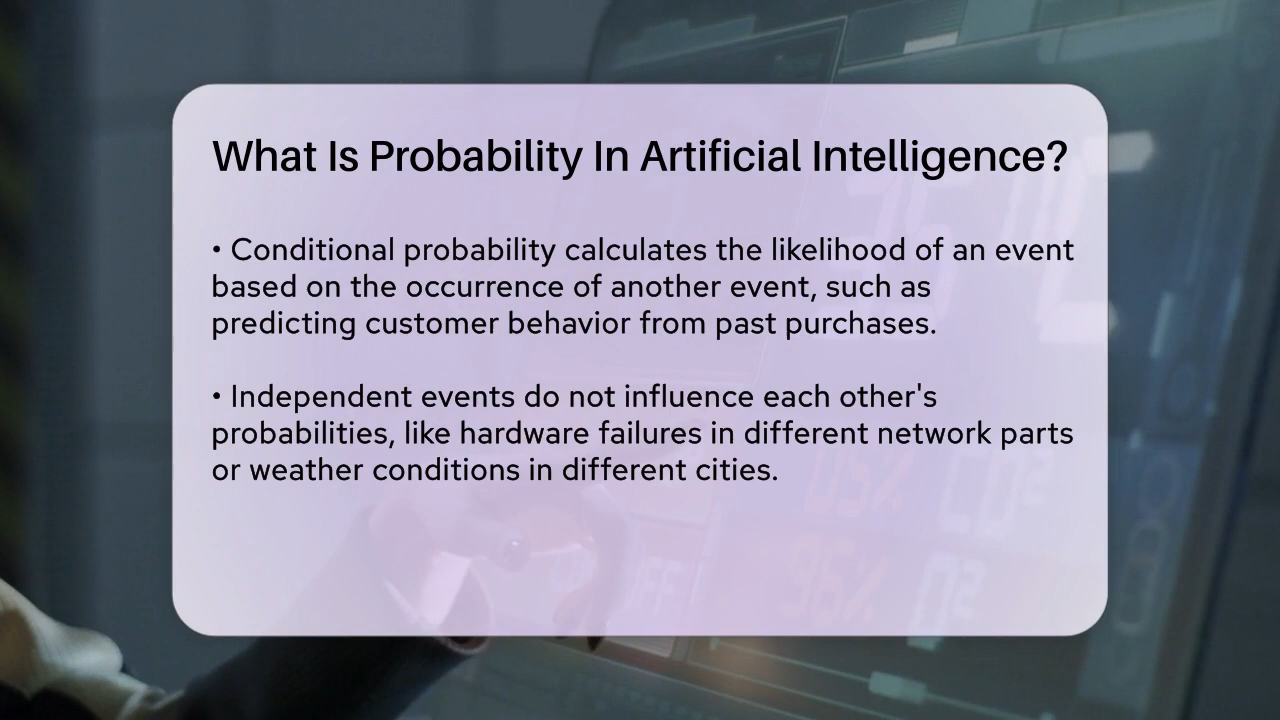 What Is Probability In Artificial Intelligence?
• Conditional probability calculates the likelihood of an event
based on the occurrence of another event, such as
predicting customer behavior from past purchases.
• Independent events do not influence each other's
probabilities, like hardware failures in different network parts
or weather conditions in different cities.